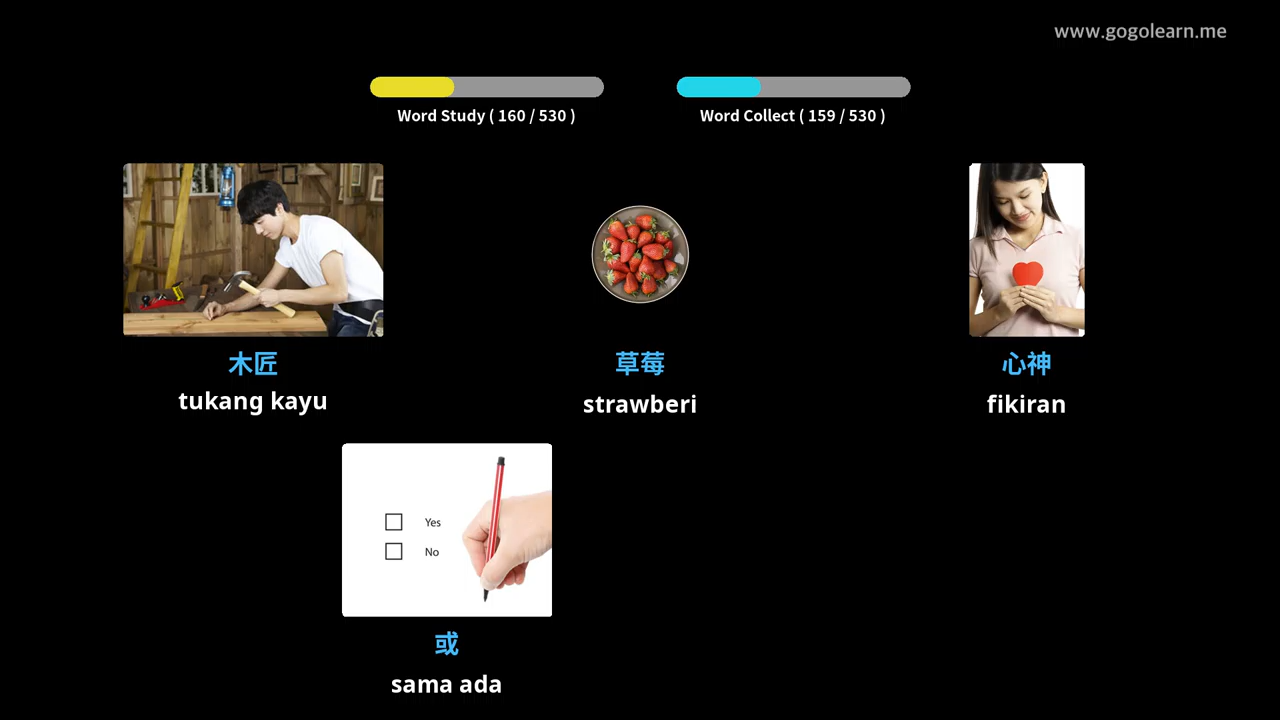 www.gogolearn.me
Word Study ( 160 / 530 )
Word Collect ( 159 / 530 )
木匠
tukang kayu
草莓
strawberi
心神
fikiran
Yes
No
或
sama ada